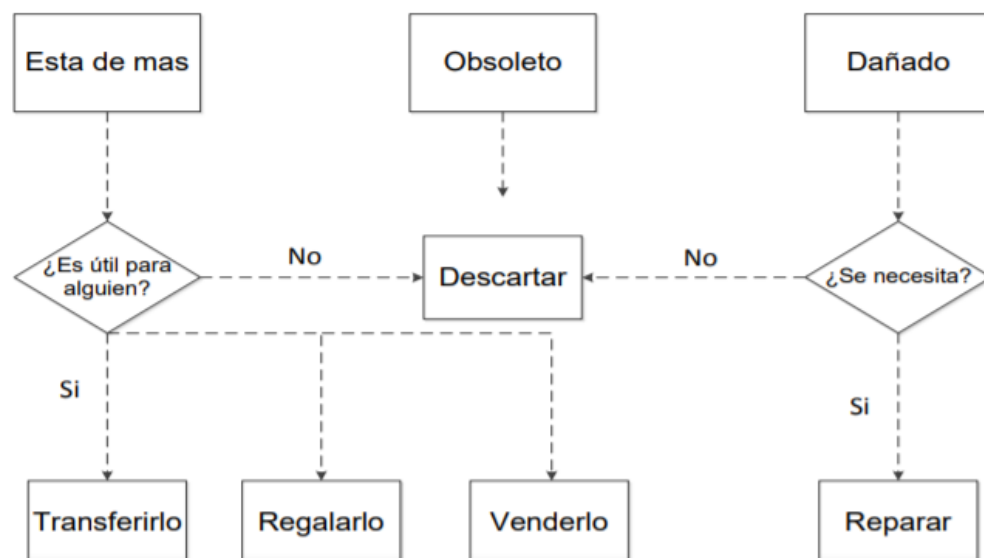 Esta de mas
Obsoleto
Dañado
¿Es útil para
alguien?
No
Descartar
No
¿Se necesita?
Si
Si
Transferirlo
Regalarlo
Venderlo
Reparar